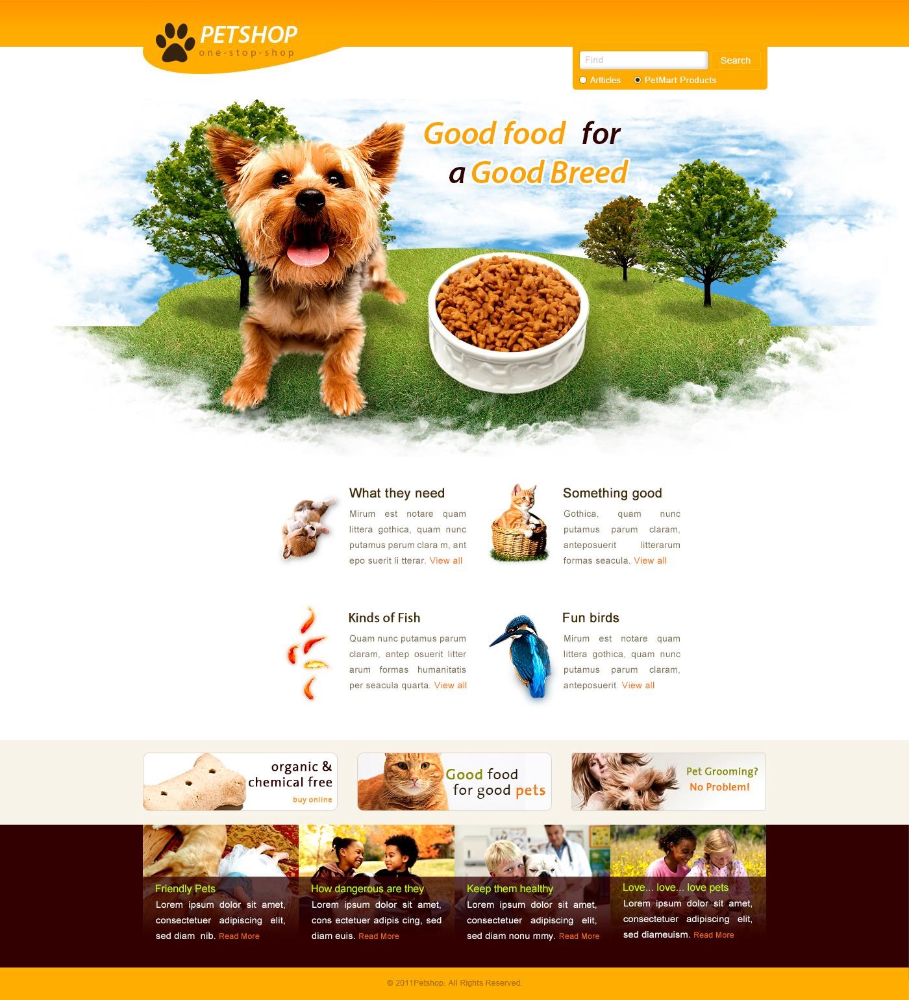 PETSHOP
one-stop-shop
Find
Search
Artticles
PetMart Products
Good food for
a Good Breed
What they need
Mirum est notare quam
littera gothica, quam nunc
putamus parum clara m, ant
epo suerit li tterar. View all
Something good
Gothica, quam nunc
putamus parum claram,
anteposuerit litterarum
formas seacula. View all
Kinds of Fish
Quam nunc putamus parum
claram, antep osuerit litter
arum formas humanitatis
per seacula quarta. View all
Fun birds
Mirum est notare quam
littera gothica, quam nunc
putamus parum claram,
anteposuerit. View all
organic &
chemical free
buy online
Good food
for good pets
Pet Grooming?
No Problem!
Friendly Pets
Lorem ipsum dolor sit amet,
consectetuer adipiscing elit,
sed diam nib. Read More
How dangerous are they
Lorem ipsum dolor sit amet,
cons ectetuer adipis cing, sed
diam euis. Read More
Keep them healthy
Lorem ipsum dolor sit amet,
consectetuer adipiscing elit,
sed diam nonu mmy. Read More
Love... love... love pets
Lorem ipsum dolor sit amet,
consectetuer adipiscing elit,
sed diameuism. Read More
© 2011Petshop. All Rights Reserved.